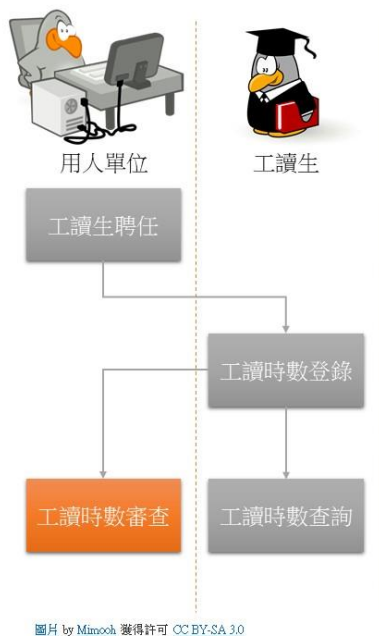 用人單位
工讀生
工讀生聘任
工讀時數登錄
工讀時數審查
工讀時數查詢
圖片 by Mimooh 獲得許可 CC BY-SA 3.0